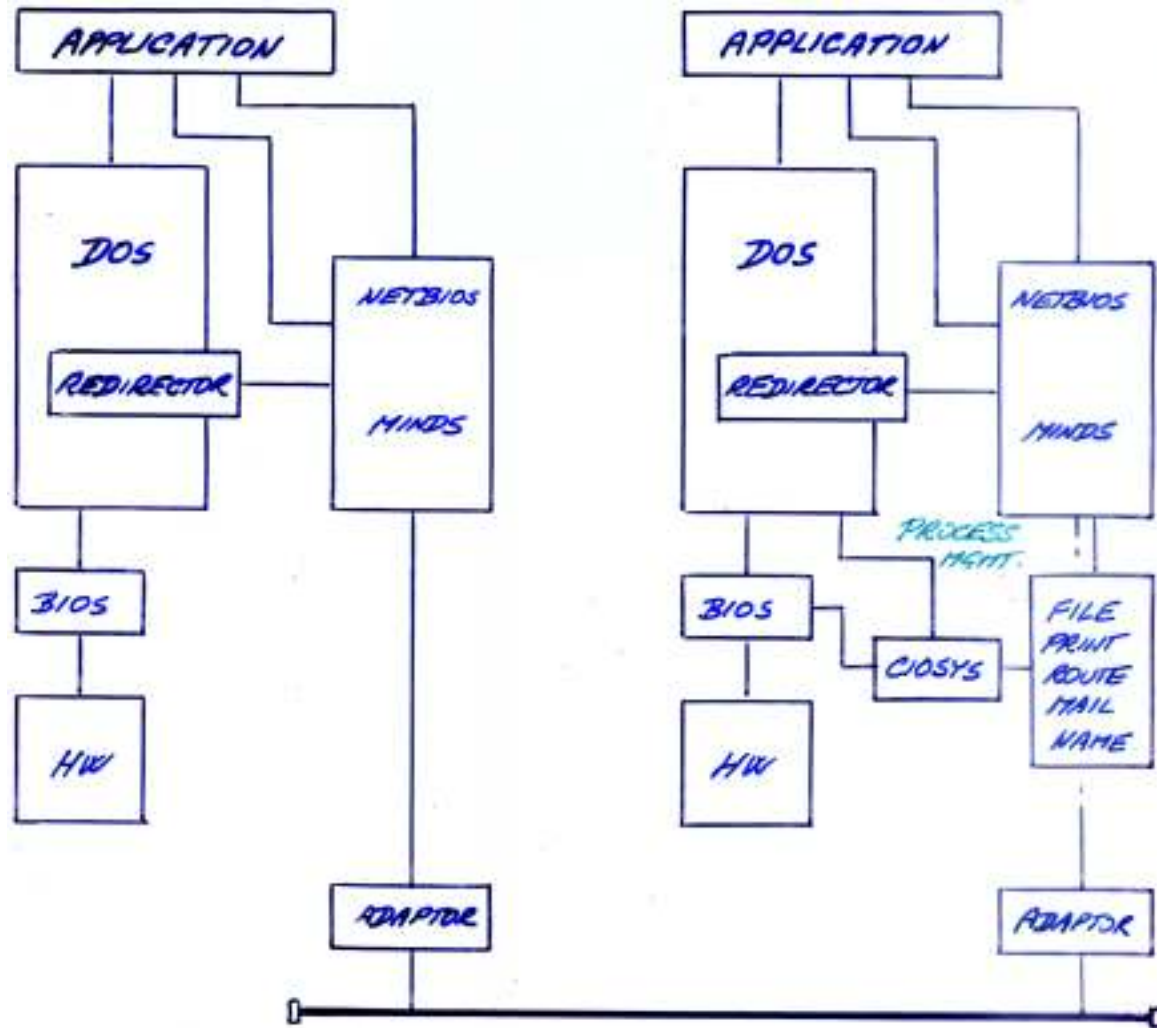 APPLICATION
DOS
NETBIOS
REDIRECTOR
MINDS
BIOS
HW
ADAPTOR
APPLICATION
DOS
NETBIOS
REDIRECTOR
MINDS
PROCESS
MGMT.
BIOS
CIOSYS
FILE
PRINT
ROUTE
MAIL
NAME
HW
ADAPTOR